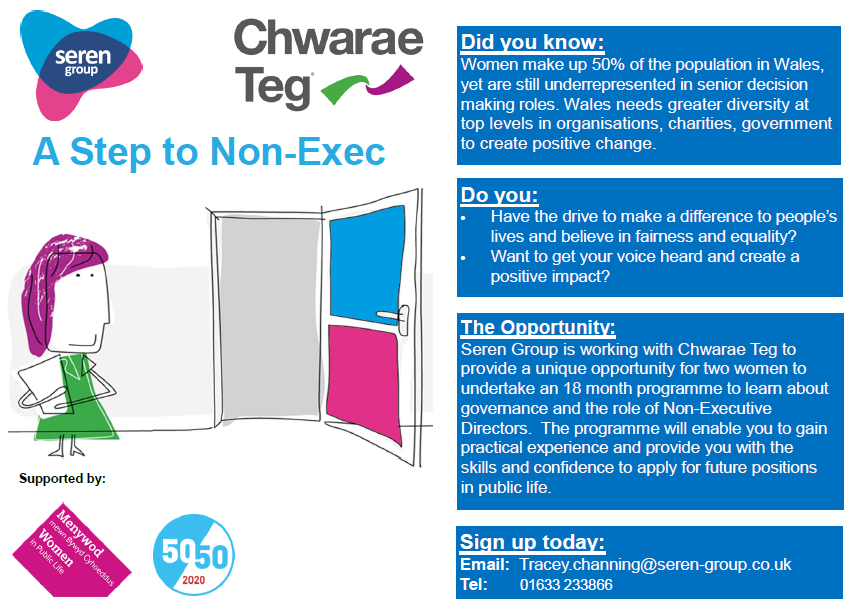 seren
group
Chwarae
Teg
A Step to Non-Exec
Supported by:
Menywod
mewn Bywyd Cyhoeddus
Women
in Public Life
50
50
2020
Did you know:
Women make up 50% of the population in Wales,
yet are still underrepresented in senior decision
making roles. Wales needs greater diversity at
top levels in organisations, charities, government
to create positive change.
Do you:
• Have the drive to make a difference to people's
lives and believe in fairness and equality?
• Want to get your voice heard and create a
positive impact?
The Opportunity:
Seren Group is working with Chwarae Teg to
provide a unique opportunity for two women to
undertake an 18 month programme to learn about
governance and the role of Non-Executive
Directors. The programme will enable you to gain
practical experience and provide you with the
skills and confidence to apply for future positions
in public life.
Sign up today:
Email: Tracey.channing@seren-group.co.uk
Tel: 01633 233866